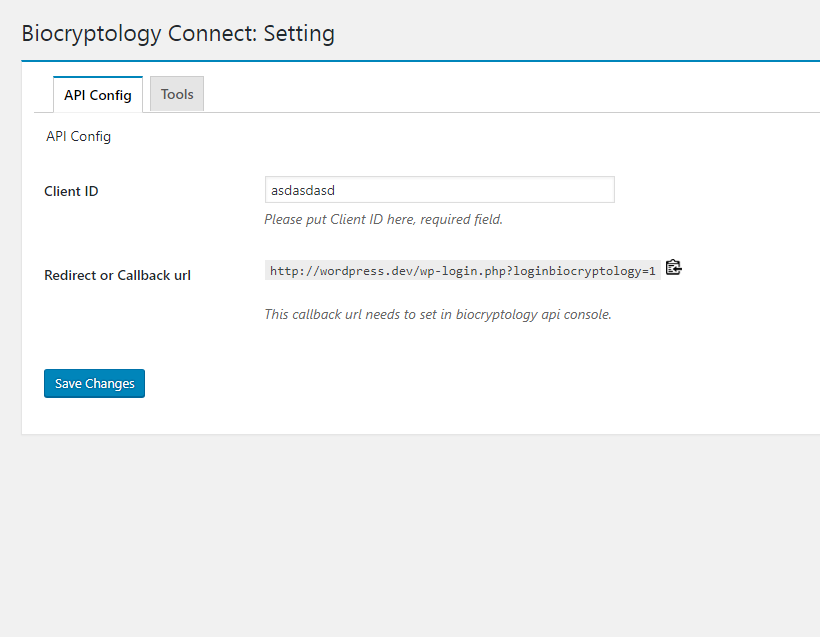 Biocryptology Connect: Setting
API Config
Tools
API Config
Client ID
asdasdasd
Please put Client ID here, required field.
Redirect or Callback url
http://wordpress.dev/wp-login.php?loginbiocryptology=1
This callback url needs to set in biocryptology api console.
Save Changes